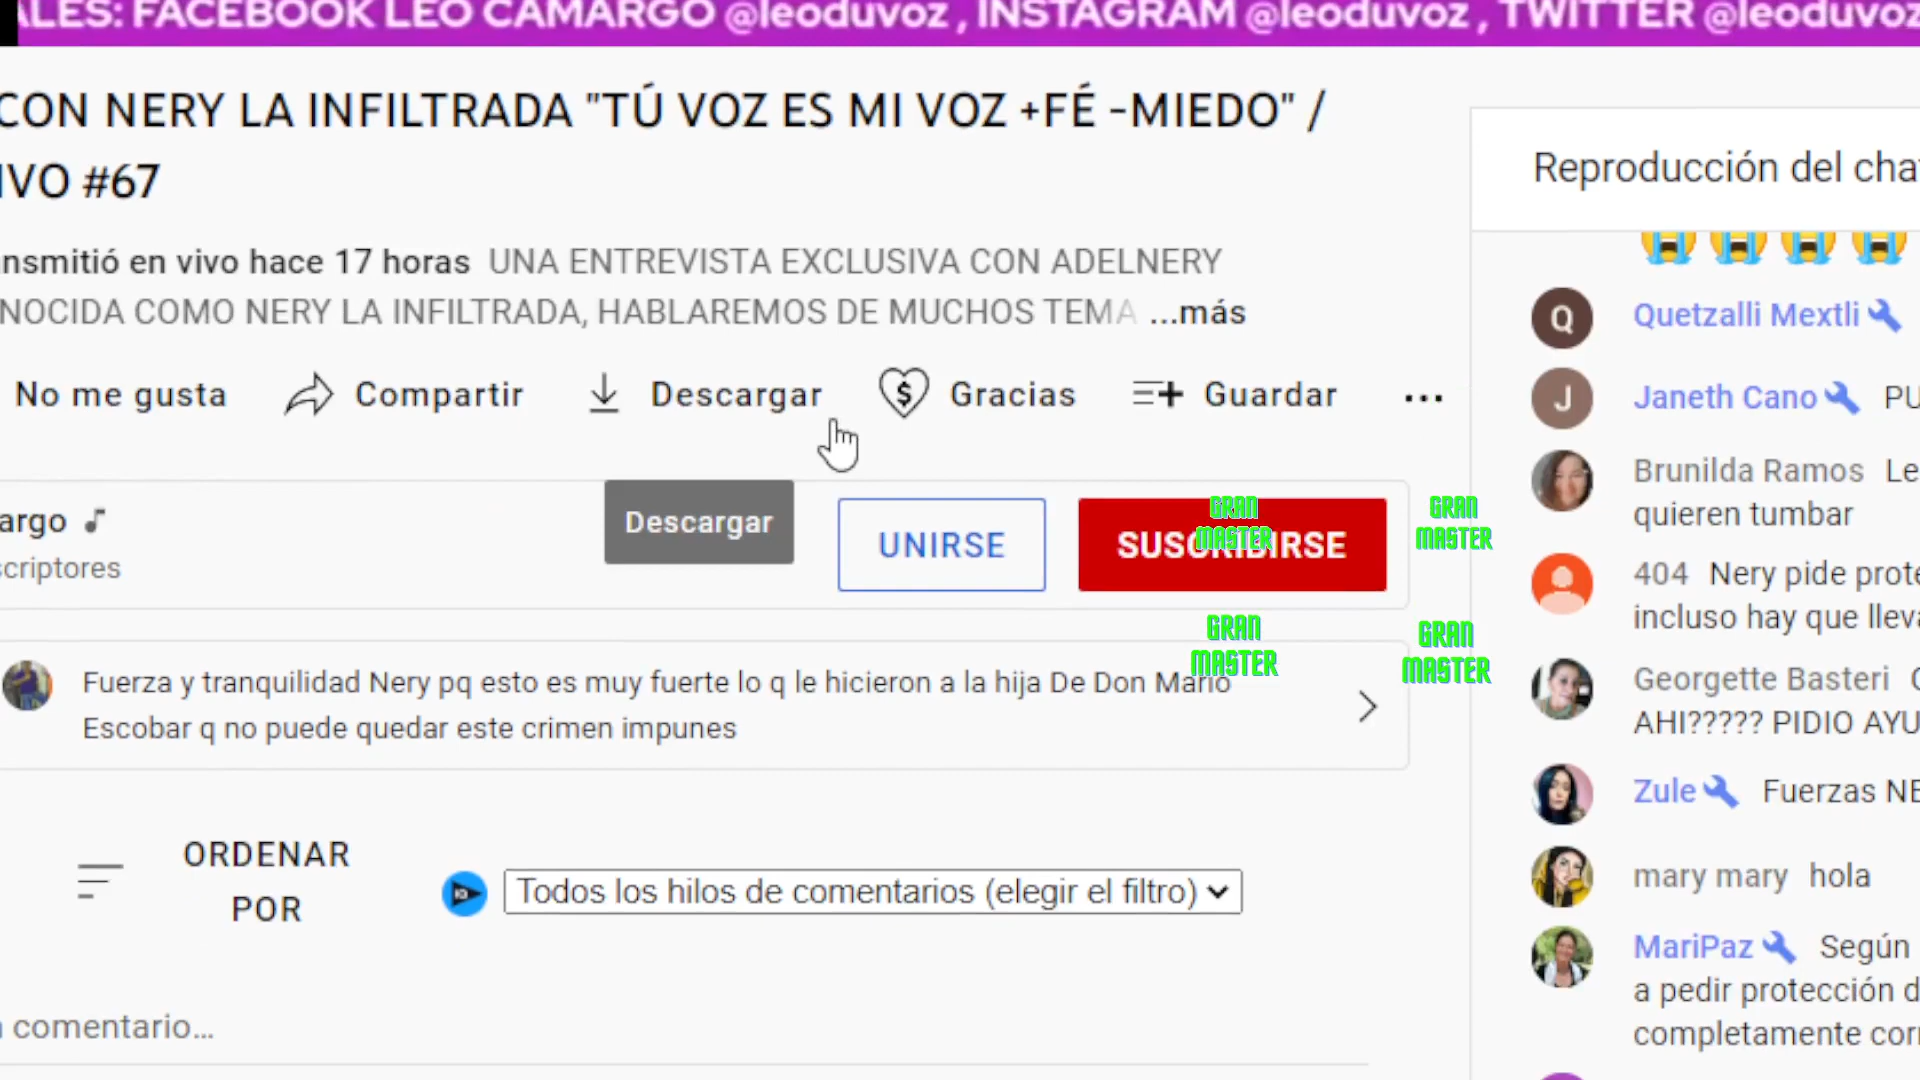 ALES: FACEBOOK LEO CAMARGO @leoduvoz , INSTAGRAM @leoduvoz , TWITTER @leoduvoz
CON NERY LA INFILTRADA "TÚ VOZ ES MI VOZ +FÉ -MIEDO" /
IVO #67
nsmitió en vivo hace 17 horas UNA ENTREVISTA EXCLUSIVA CON ADELNERY
NOCIDA COMO NERY LA INFILTRADA, HABLAREMOS DE MUCHOS TEMA ...más
No me gusta Compartir Descargar Gracias Guardar
argo
scriptores
Descargar
UNIRSE
SUSCRIBIRSE
GRAN
MASTER
GRAN
MASTER
GRAN
MASTER
GRAN
MASTER
Fuerza y tranquilidad Nery pq esto es muy fuerte lo q le hicieron a la hija De Don Mario
Escobar q no puede quedar este crimen impunes
ORDENAR
POR
Todos los hilos de comentarios (elegir el filtro)
comentario...
Reproducción del cha
Q Quetzalli Mextli
J Janeth Cano PU
Brunilda Ramos Le
quieren tumbar
404 Nery pide prote
incluso hay que lleva
Georgette Basteri
AHI????? PIDIO AYU
Zule Fuerzas NE
mary mary hola
MariPaz Según
a pedir protección d
completamente corr